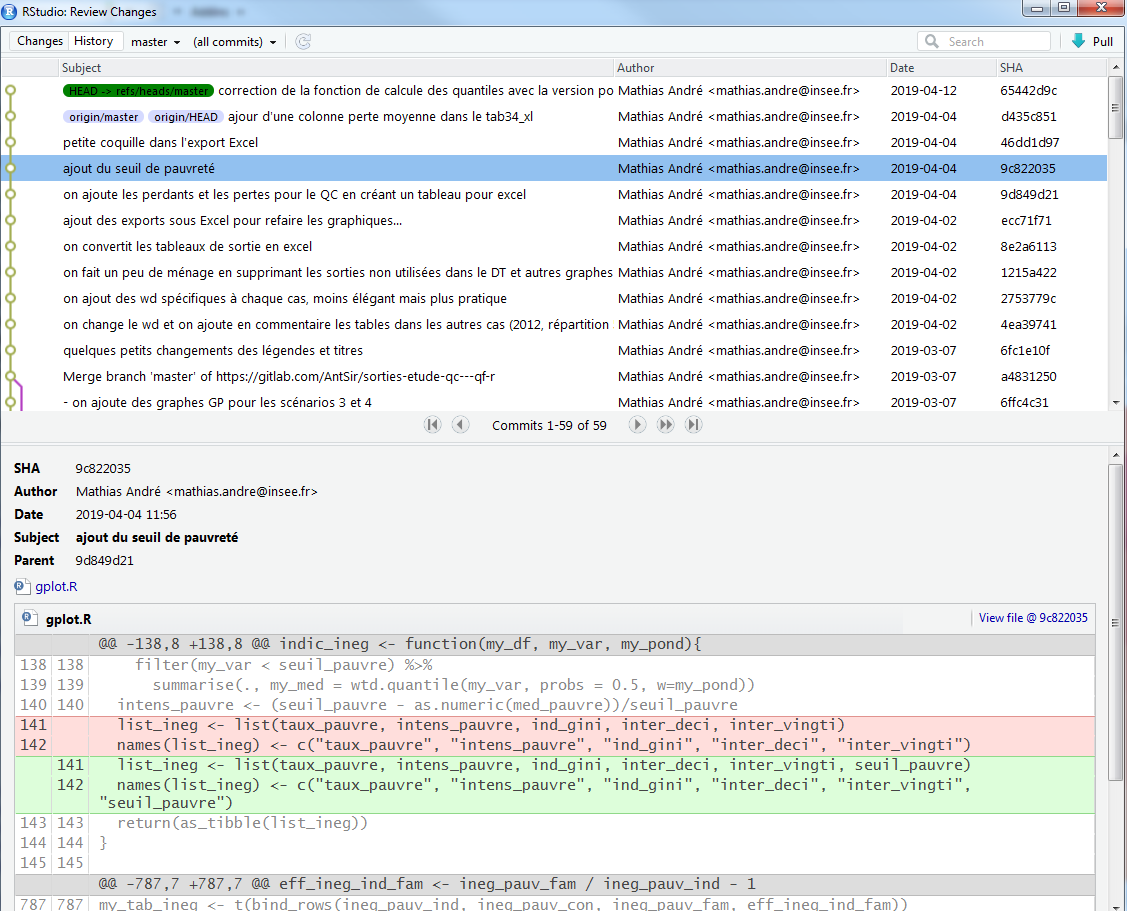 RStudio: Review Changes
Changes History master (all commits) Search Pull
Subject Author Date SHA
HEAD -> refs/heads/master correction de la fonction de calcule des quantiles avec la version po Mathias André <mathias.andre@insee.fr> 2019-04-12 65442d9c
origin/master origin/HEAD ajour d'une colonne perte moyenne dans le tab34_xl Mathias André <mathias.andre@insee.fr> 2019-04-04 d435c851
petite coquille dans l'export Excel Mathias André <mathias.andre@insee.fr> 2019-04-04 46dd1d97
ajout du seuil de pauvreté Mathias André <mathias.andre@insee.fr> 2019-04-04 9c822035
on ajoute les perdants et les pertes pour le QC en créant un tableau pour excel Mathias André <mathias.andre@insee.fr> 2019-04-04 9d849d21
ajout des exports sous Excel pour refaire les graphiques... Mathias André <mathias.andre@insee.fr> 2019-04-02 ecc71f71
on convertit les tableaux de sortie en excel Mathias André <mathias.andre@insee.fr> 2019-04-02 8e2a6113
on fait un peu de ménage en supprimant les sorties non utilisées dans le DT et autres graphes Mathias André <mathias.andre@insee.fr> 2019-04-02 1215a422
on ajout des wd spécifiques à chaque cas, moins élégant mais plus pratique Mathias André <mathias.andre@insee.fr> 2019-04-02 2753779c
on change le wd et on ajoute en commentaire les tables dans les autres cas (2012, répartition Mathias André <mathias.andre@insee.fr> 2019-04-02 4ea39741
quelques petits changements des légendes et titres Mathias André <mathias.andre@insee.fr> 2019-03-07 6fc1e10f
Merge branch 'master' of https://gitlab.com/AntSir/sorties-etude-qc---qf-r Mathias André <mathias.andre@insee.fr> 2019-03-07 a4831250
- on ajoute des graphes GP pour les scénarios 3 et 4 Mathias André <mathias.andre@insee.fr> 2019-03-07 6ffc4c31
Commits 1-59 of 59
SHA 9c822035
Author Mathias André <mathias.andre@insee.fr>
Date 2019-04-04 11:56
Subject ajout du seuil de pauvreté
Parent 9d849d21
gplot.R
gplot.R View file @ 9c822035
@@ -138,8 +138,8 @@ indic_ineg <- function(my_df, my_var, my_pond){
138 138 filter(my_var < seuil_pauvre) %>%
139 139 summarise(., my_med = wtd.quantile(my_var, probs = 0.5, w=my_pond))
140 140 intens_pauvre <- (seuil_pauvre - as.numeric(med_pauvre))/seuil_pauvre
141 list_ineg <- list(taux_pauvre, intens_pauvre, ind_gini, inter_deci, inter_vingti)
142 names(list_ineg) <- c("taux_pauvre", "intens_pauvre", "ind_gini", "inter_deci", "inter_vingti")
141 list_ineg <- list(taux_pauvre, intens_pauvre, ind_gini, inter_deci, inter_vingti, seuil_pauvre)
142 names(list_ineg) <- c("taux_pauvre", "intens_pauvre", "ind_gini", "inter_deci", "inter_vingti",
"seuil_pauvre")
143 143 return(as_tibble(list_ineg))
144 144 }
145 145
@@ -787,7 +787,7 @@ eff_ineg_ind_fam <- ineg_pauv_fam / ineg_pauv_ind - 1
787 787 my_tab_ineg <- t(bind_rows(ineg_pauv_ind, ineg_pauv_con, ineg_pauv_fam, eff_ineg_ind_fam))